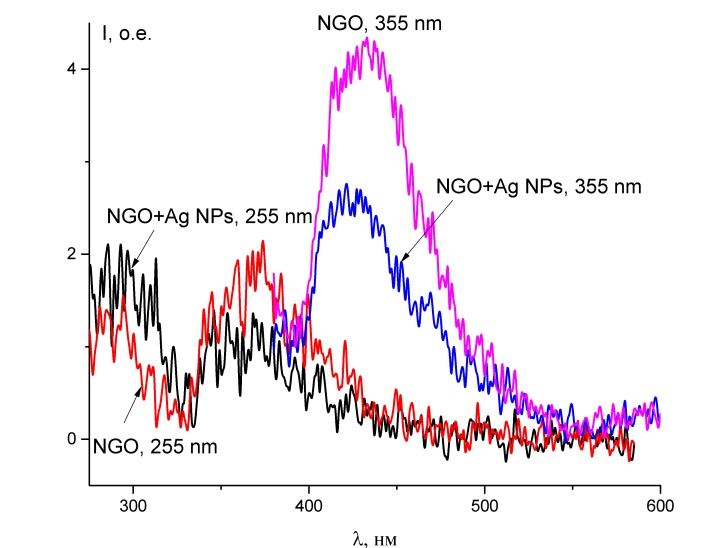 NGO, 355 nm
I, o.e.
4
NGO+Ag NPs, 355 nm
NGO+Ag NPs, 255 nm
2
0
NGO, 255 nm
300
400
500
600
λ, нм